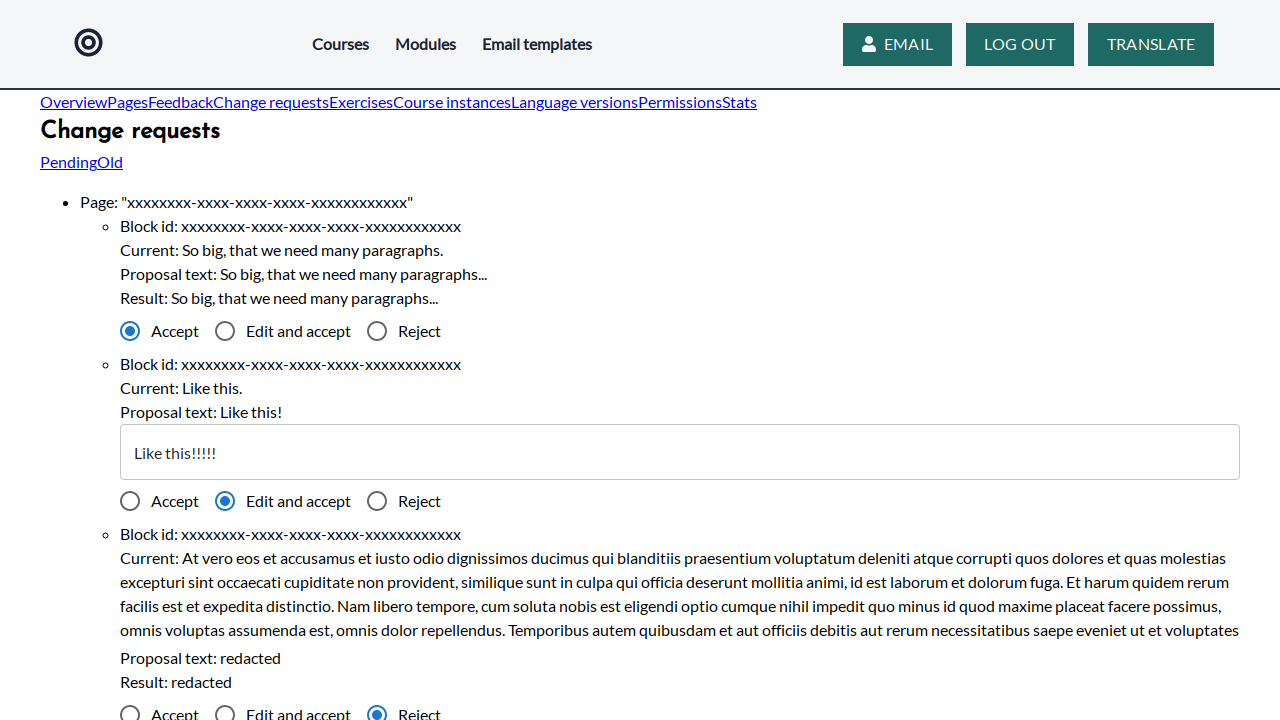 Courses Modules Email templates EMAIL LOG OUT TRANSLATE
OverviewPagesFeedbackChange requestsExercisesCourse instancesLanguage versionsPermissionsStats
Change requests
PendingOld
Page: "xxxxxxxx-xxxx-xxxx-xxxx-xxxxxxxxxxxx"
Block id: xxxxxxxx-xxxx-xxxx-xxxx-xxxxxxxxxxxx
Current: So big, that we need many paragraphs.
Proposal text: So big, that we need many paragraphs...
Result: So big, that we need many paragraphs...
Accept Edit and accept Reject
Block id: xxxxxxxx-xxxx-xxxx-xxxx-xxxxxxxxxxxx
Current: Like this.
Proposal text: Like this!
Like this!!!!!
Accept Edit and accept Reject
Block id: xxxxxxxx-xxxx-xxxx-xxxx-xxxxxxxxxxxx
Current: At vero eos et accusamus et iusto odio dignissimos ducimus qui blanditiis praesentium voluptatum deleniti atque corrupti quos dolores et quas molestias
excepturi sint occaecati cupiditate non provident, similique sunt in culpa qui officia deserunt mollitia animi, id est laborum et dolorum fuga. Et harum quidem rerum
facilis est et expedita distinctio. Nam libero tempore, cum soluta nobis est eligendi optio cumque nihil impedit quo minus id quod maxime placeat facere possimus,
omnis voluptas assumenda est, omnis dolor repellendus. Temporibus autem quibusdam et aut officiis debitis aut rerum necessitatibus saepe eveniet ut et voluptates
Proposal text: redacted
Result: redacted
Accept Edit and accept Reject